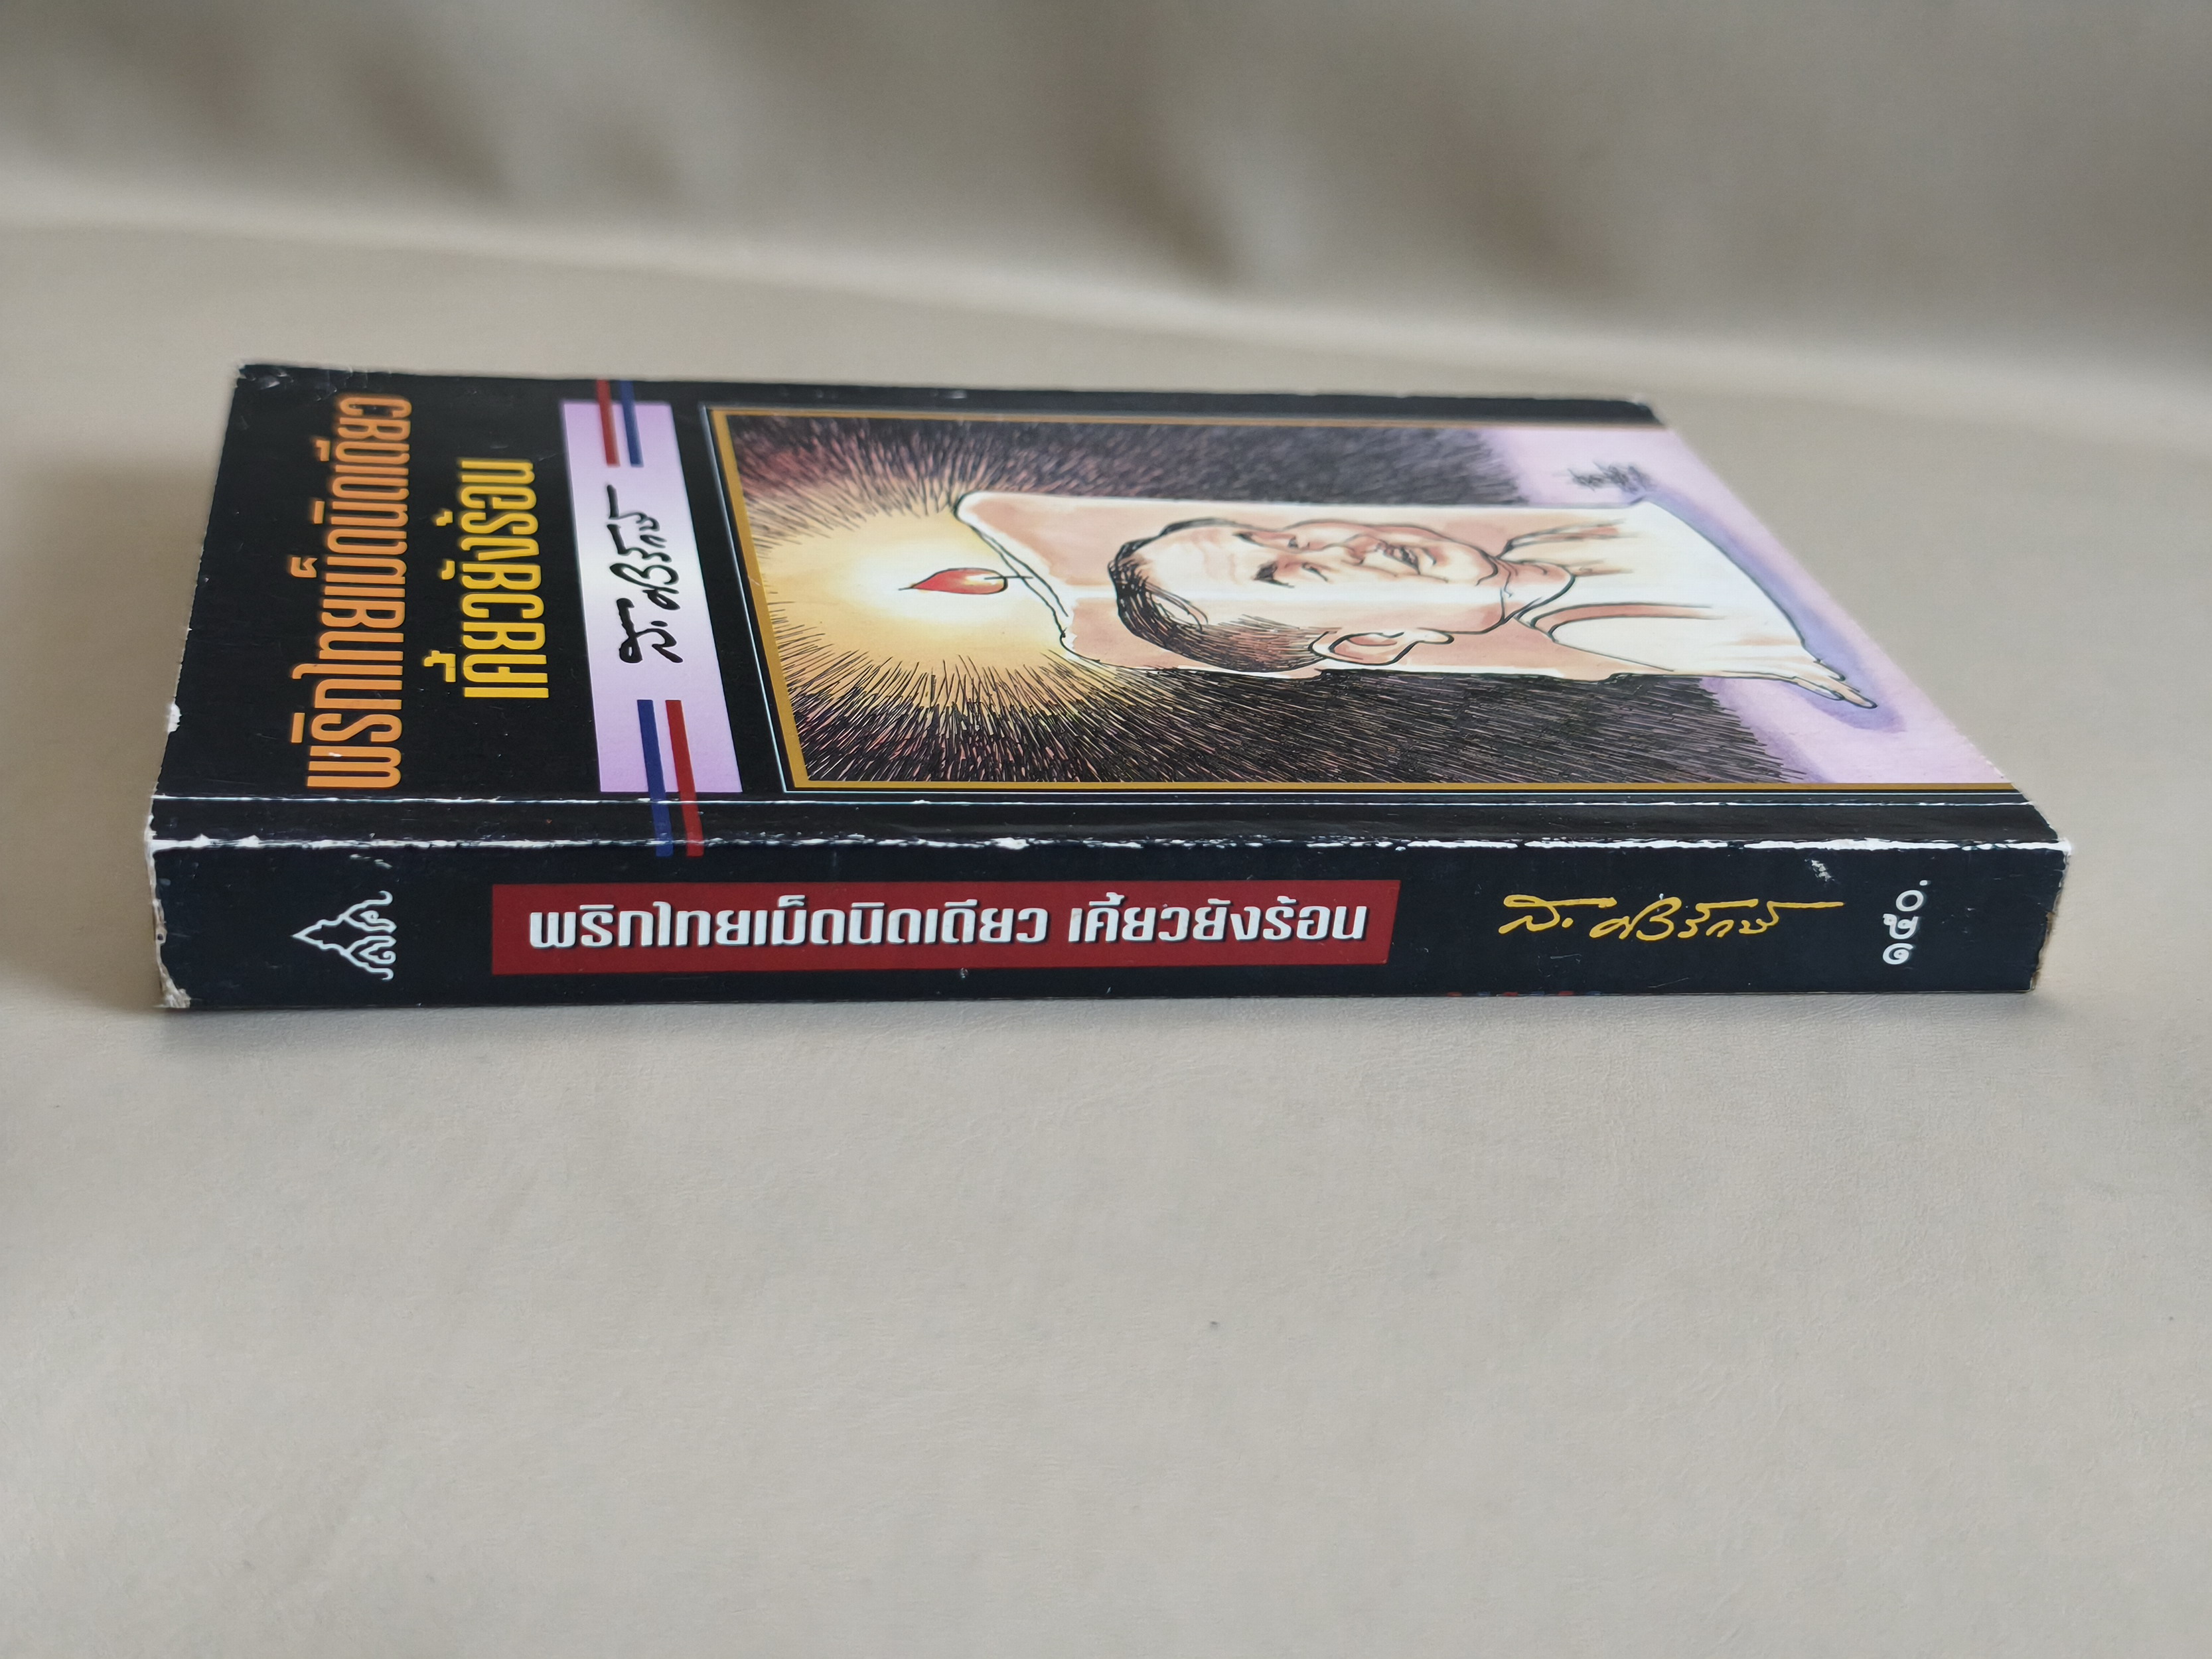 พริกไทยเม็ดนิดเดียว
เคี้ยวยังร้อน
ส. ศิวรักษ์
พริกไทยเม็ดนิดเดียว เคี้ยวยังร้อน
ส. ศิวรักษ์
๑๕๐.